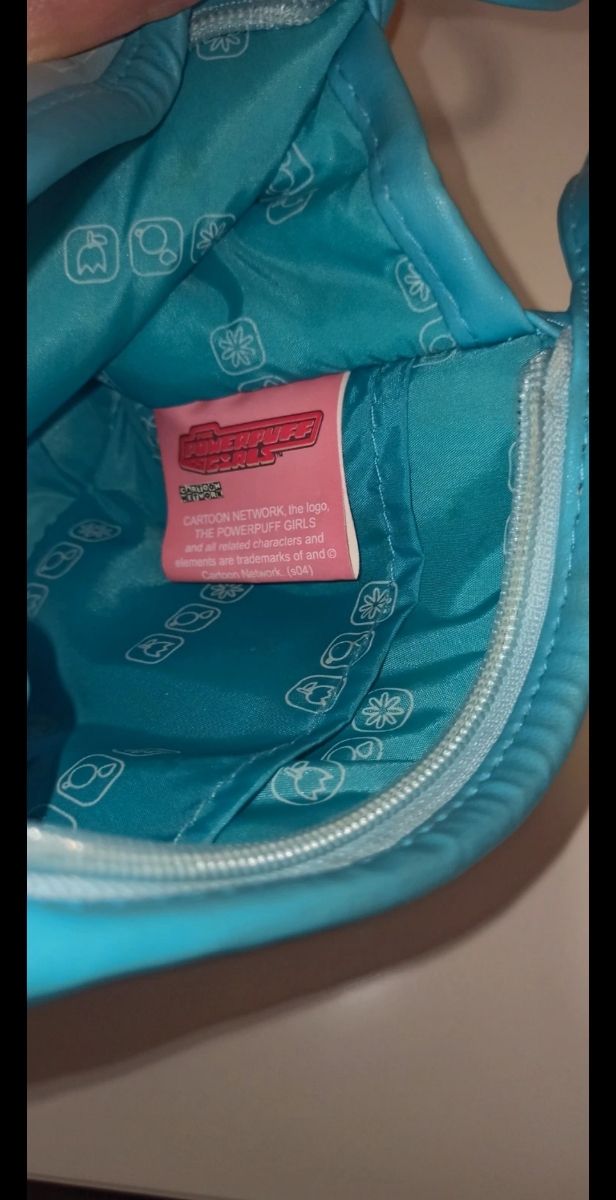 THE
POWERPUFF
GIRLS™
CARTOON
NETWORK
CARTOON NETWORK, the logo,
THE POWERPUFF GIRLS
and all related characters and
elements are trademarks of and ©
Cartoon Network. (s04)